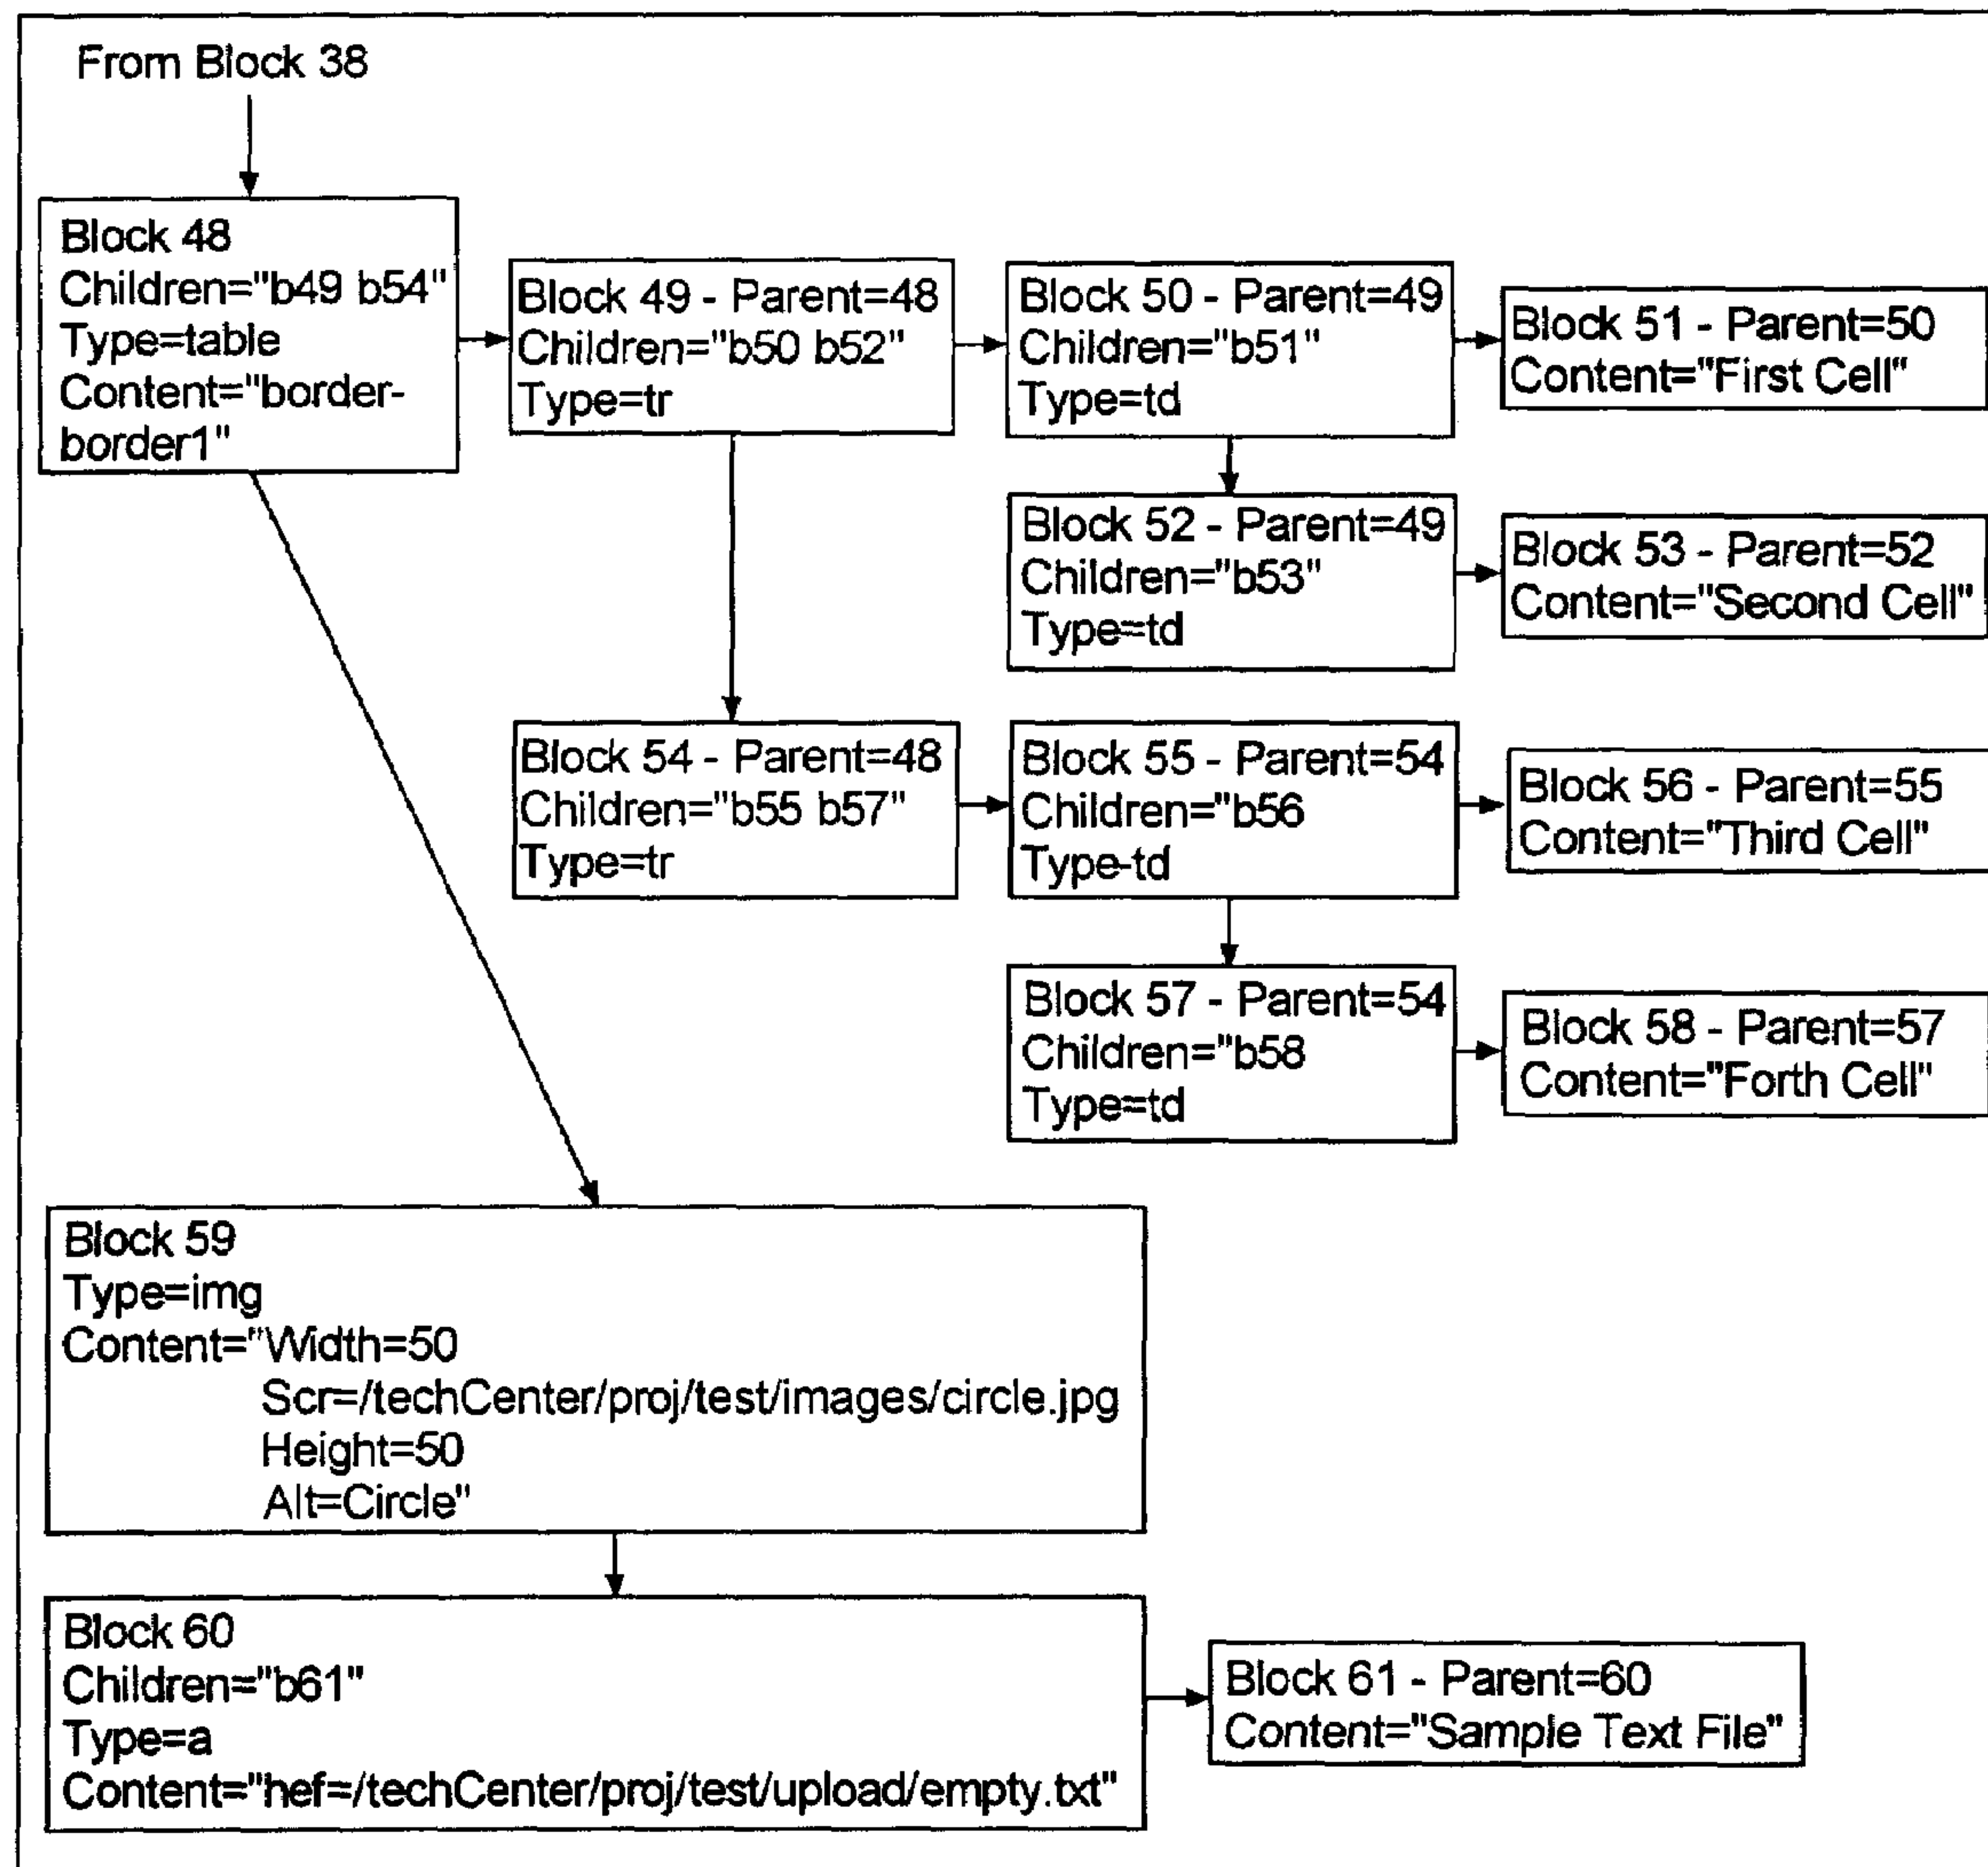 From Block 38
Block 48
Children="b49 b54"
Type=table
Content="border-
border1"
Block 49 - Parent=48
Children="b50 b52"
Type=tr
Block 50 - Parent=49
Children="b51"
Type=td
Block 51 - Parent=50
Content="First Cell"
Block 52 - Parent=49
Children="b53"
Type=td
Block 53 - Parent=52
Content="Second Cell"
Block 54 - Parent=48
Children="b55 b57"
Type=tr
Block 55 - Parent=54
Children="b56
Type-td
Block 56 - Parent=55
Content="Third Cell"
Block 57 - Parent=54
Children="b58
Type=td
Block 58 - Parent=57
Content="Forth Cell"
Block 59
Type=img
Content="Width=50
Scr=/techCenter/proj/test/images/circle.jpg
Height=50
Alt=Circle"
Block 60
Children="b61"
Type=a
Content="hef=/techCenter/proj/test/upload/empty.txt"
Block 61 - Parent=60
Content="Sample Text File"